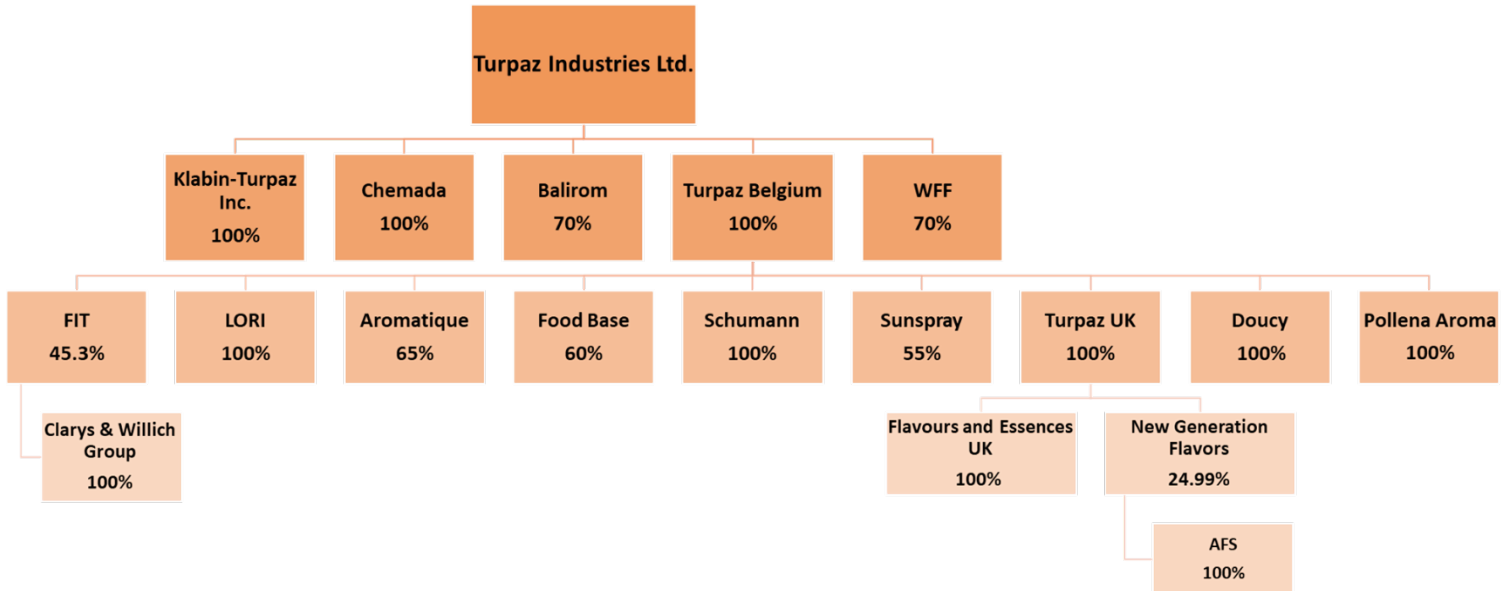 Turpaz Industries Ltd.
Klabin-Turpaz
Inc.
100%
Chemada
100%
Balirom
70%
Turpaz Belgium
100%
WFF
70%
FIT
45.3%
LORI
100%
Aromatique
65%
Food Base
60%
Schumann
100%
Sunspray
55%
Turpaz UK
100%
Doucy
100%
Pollena Aroma
100%
Clarys & Willich
Group
100%
Flavours and Essences
UK
100%
New Generation
Flavors
24.99%
AFS
100%